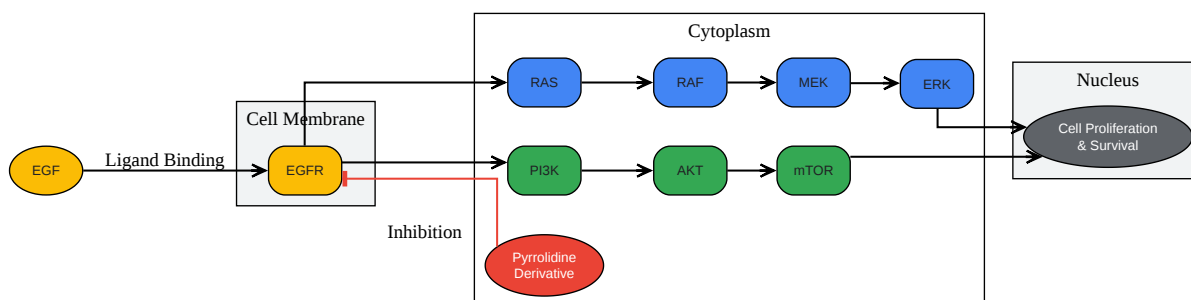 Cytoplasm
RAS
RAF
MEK
ERK
Nucleus
Cell Proliferation
& Survival
Cell Membrane
EGF
Ligand Binding
EGFR
PI3K
AKT
mTOR
Inhibition
Pyrrolidine
Derivative